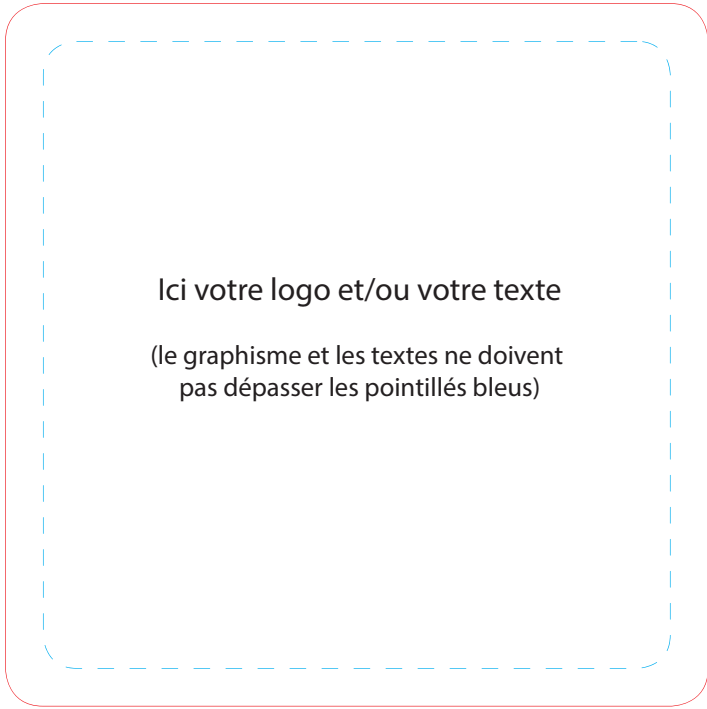 Ici votre logo et/ou votre texte
(le graphisme et les textes ne doivent
pas dépasser les pointillés bleus)